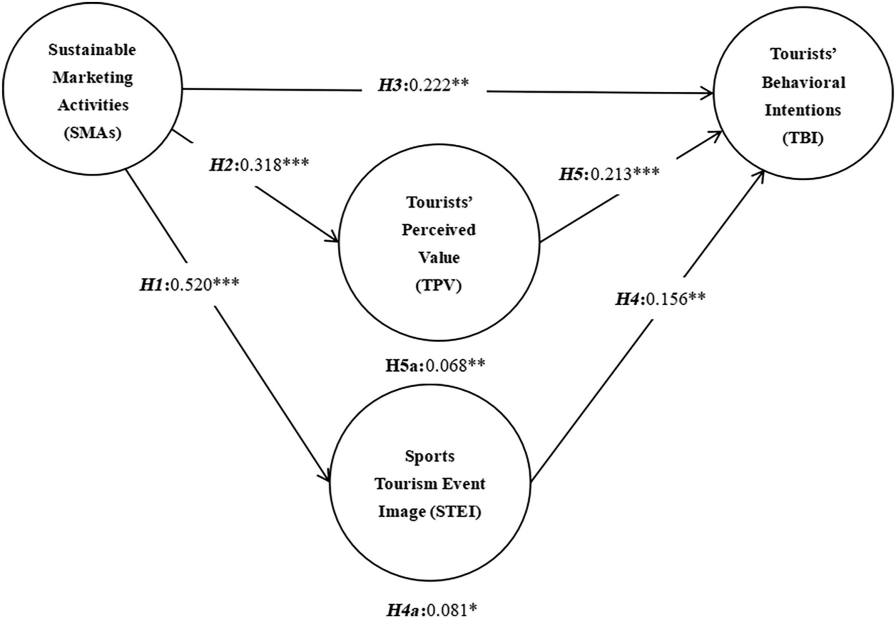 Sustainable
Marketing
Activities
(SMAs)
H3:0.222**
Tourists’
Behavioral
Intentions
(TBI)
H2:0.318***
H5:0.213***
Tourists’
Perceived
Value
(TPV)
H1:0.520***
H4:0.156**
H5a:0.068**
Sports
Tourism Event
Image (STEI)
H4a:0.081*